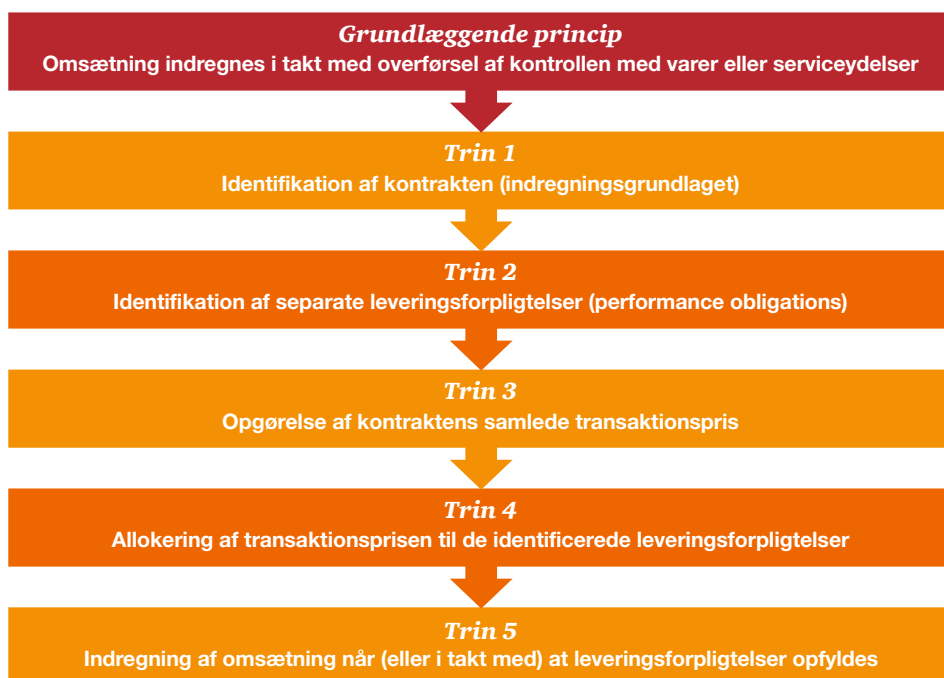 Grundlæggende princip
Omsætning indregnes i takt med overførsel af kontrollen med varer eller serviceydelser
Trin 1
Identifikation af kontrakten (indregningsgrundlaget)
Trin 2
Identifikation af separate leveringsforpligtelser (performance obligations)
Trin 3
Opgørelse af kontraktens samlede transaktionspris
Trin 4
Allokering af transaktionsprisen til de identificerede leveringsforpligtelser
Trin 5
Indregning af omsætning når (eller i takt med) at leveringsforpligtelser opfyldes